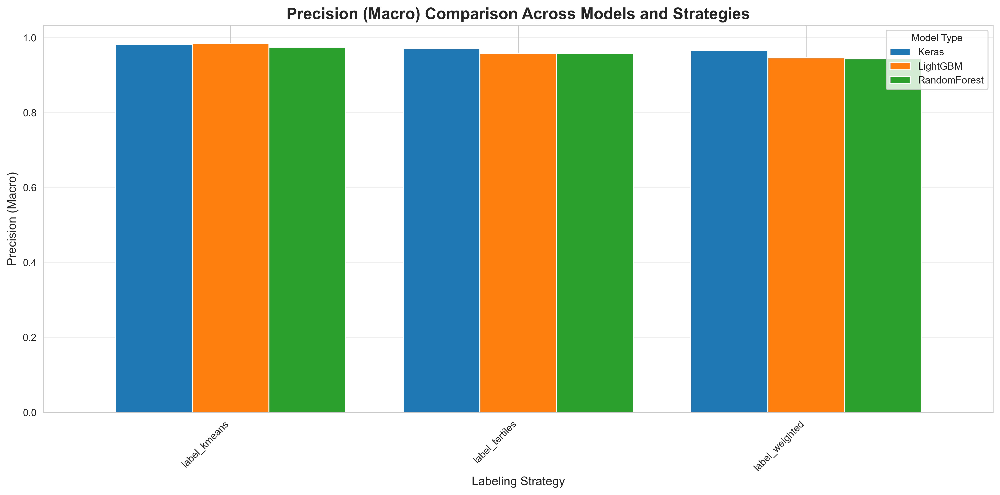 Precision (Macro) Comparison Across Models and Strategies
Model Type
Keras
LightGBM
RandomForest
Precision (Macro)
1.0
0.8
0.6
0.4
0.2
0.0
label_kmeans
label_tertiles
label_weighted
Labeling Strategy